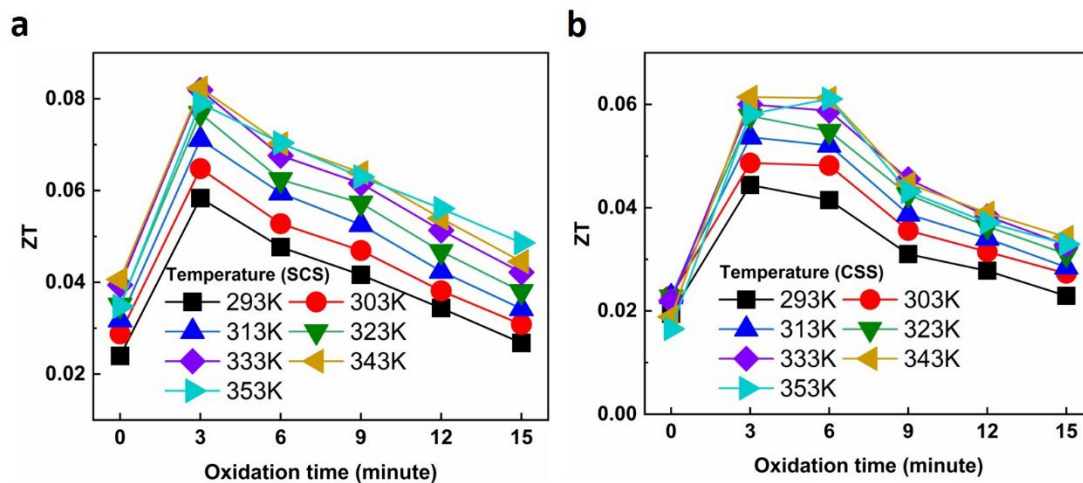 a
ZT
0.08
0.06
0.04
0.02
Temperature (SCS)
293K 303K
313K 323K
333K 343K
353K
0 3 6 9 12 15
Oxidation time (minute)
b
ZT
0.06
0.04
0.02
0.00
Temperature (CSS)
293K 303K
313K 323K
333K 343K
353K
0 3 6 9 12 15
Oxidation time (minute)